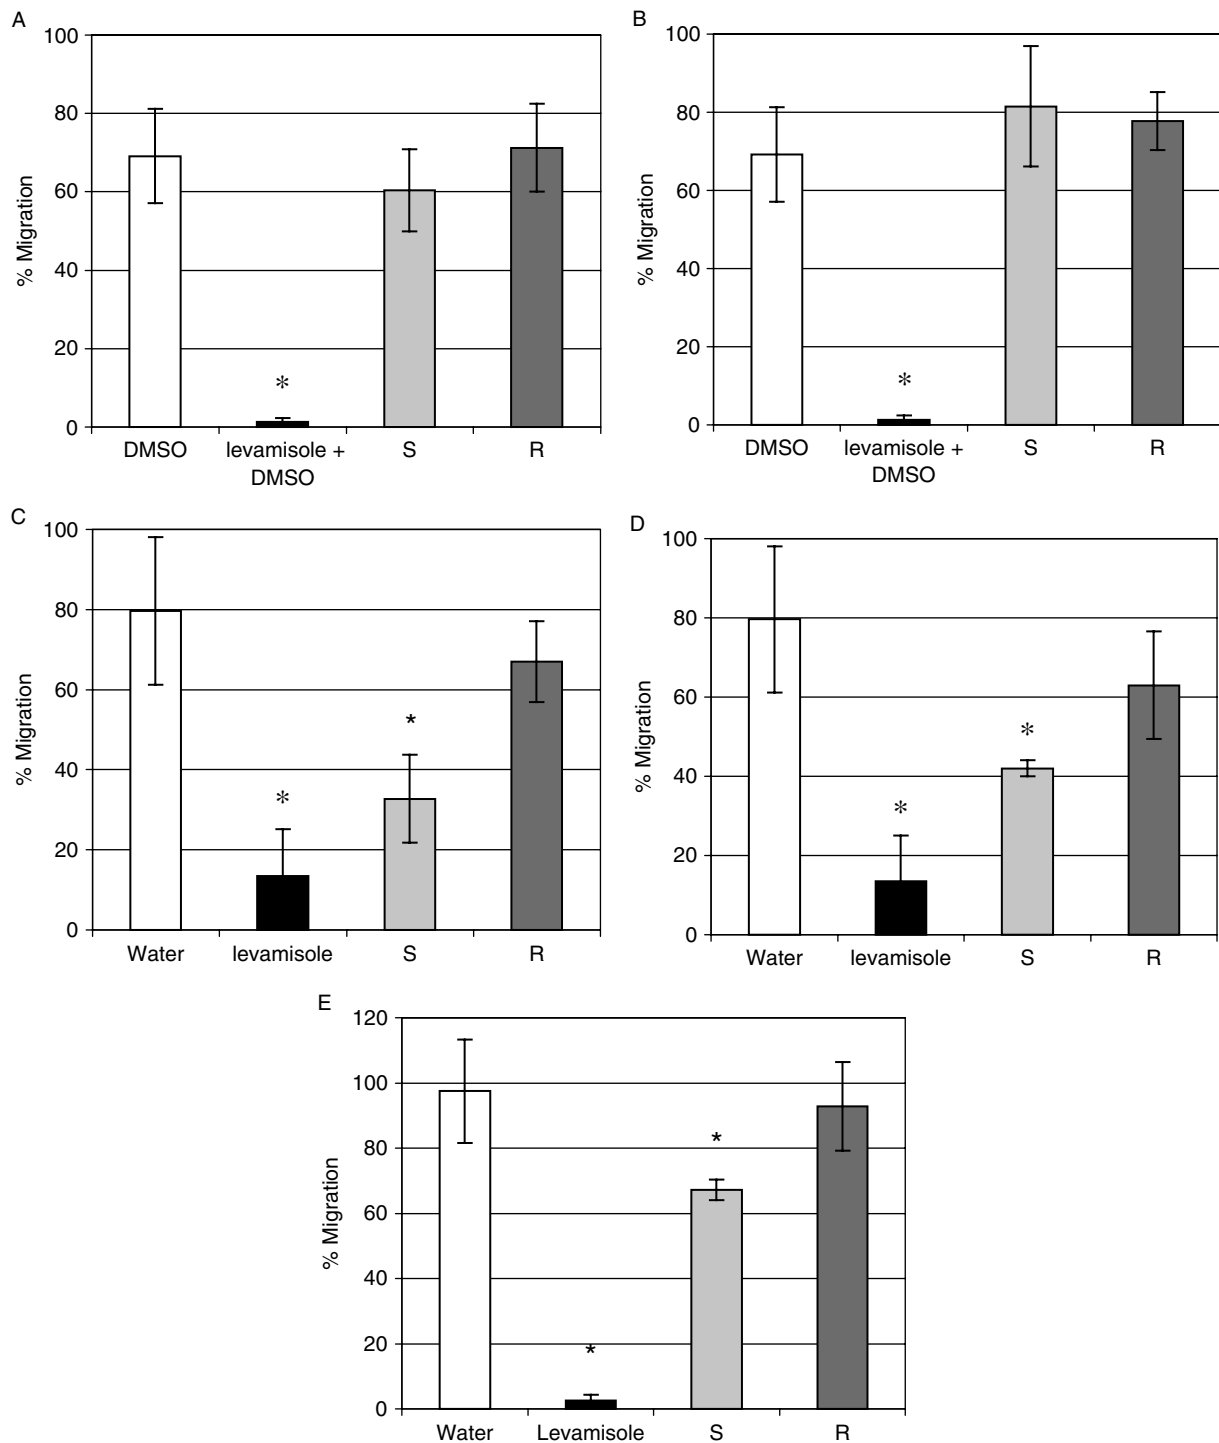 A
100
80
60
40
20
0
% Migration
*
DMSO
levamisole +
DMSO
S
R
B
100
80
60
40
20
0
% Migration
*
DMSO
levamisole +
DMSO
S
R
C
100
80
60
40
20
0
% Migration
*
*
Water
levamisole
S
R
D
100
80
60
40
20
0
% Migration
*
*
Water
levamisole
S
R
E
120
100
80
60
40
20
0
% Migration
*
*
Water
Levamisole
S
R